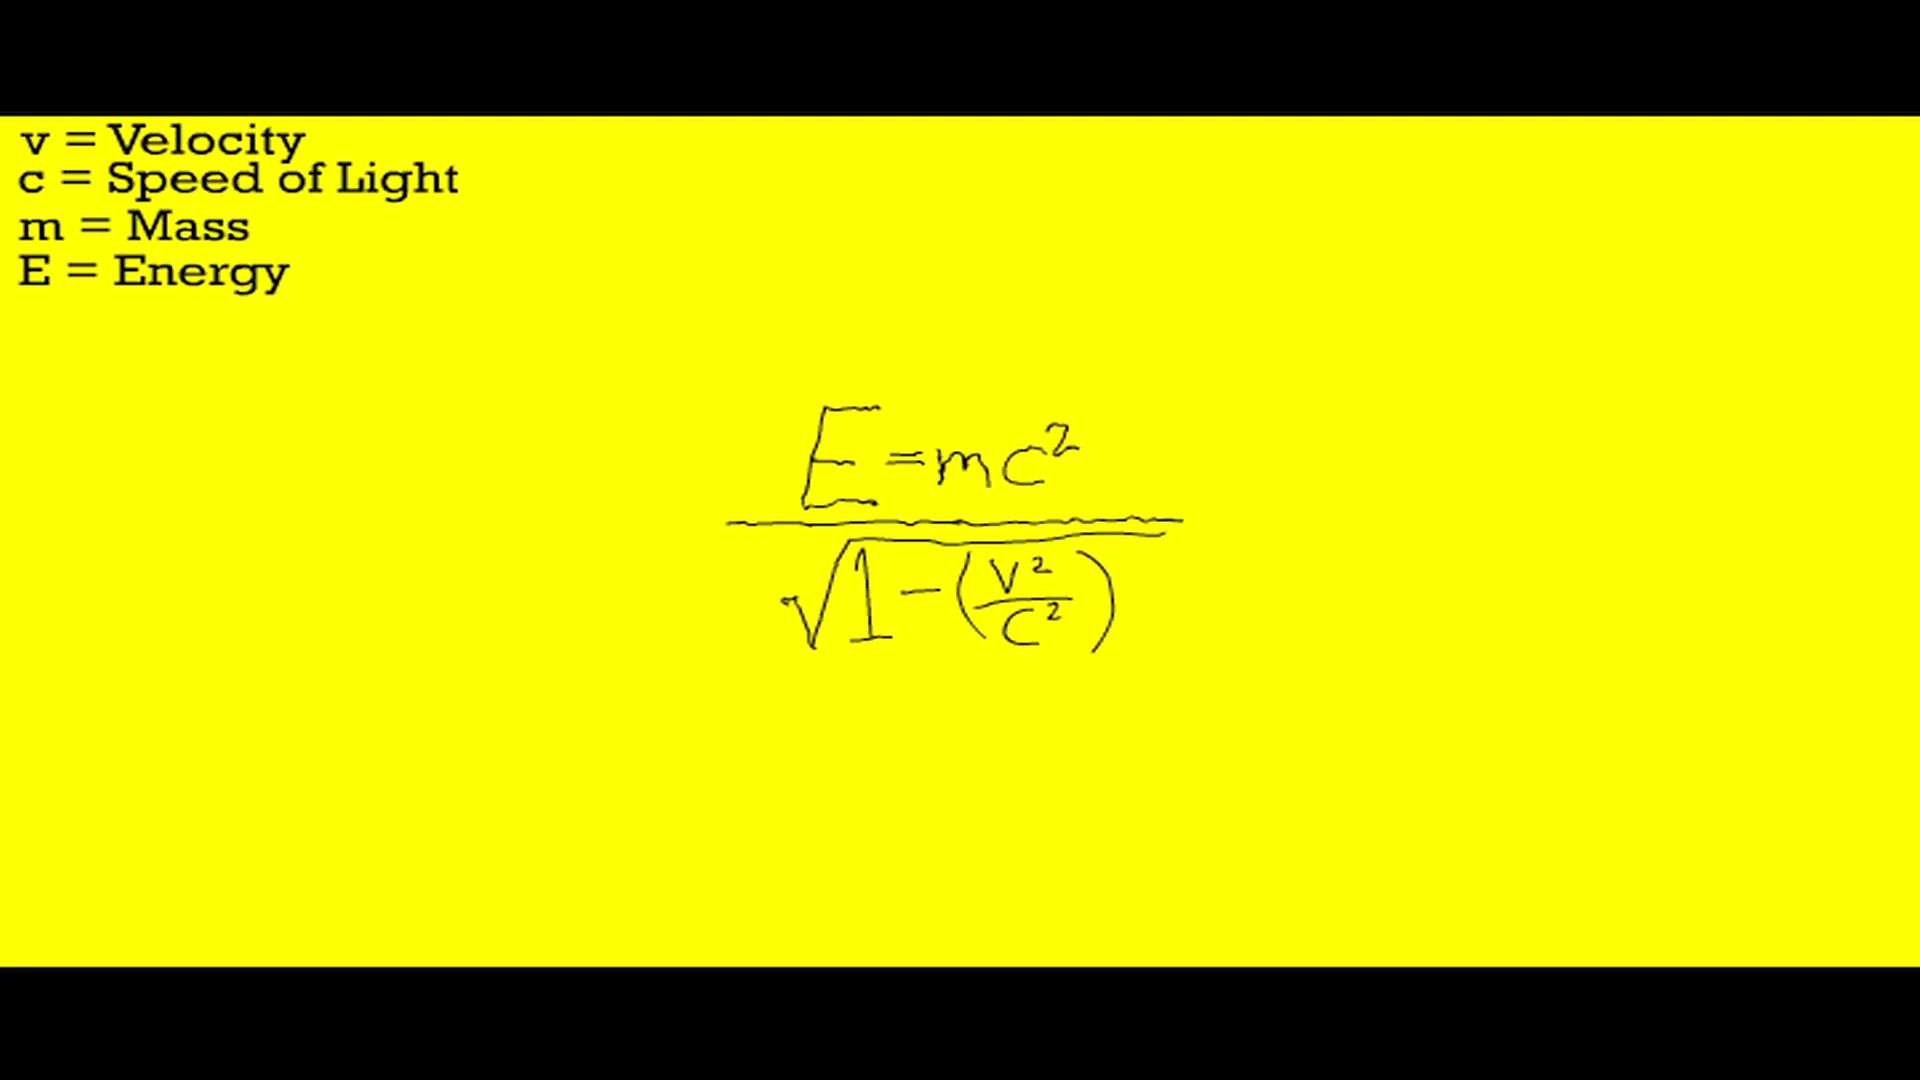 v = Velocity
c = Speed of Light
m = Mass
E = Energy
E=mc²
√1-(v²/c²)